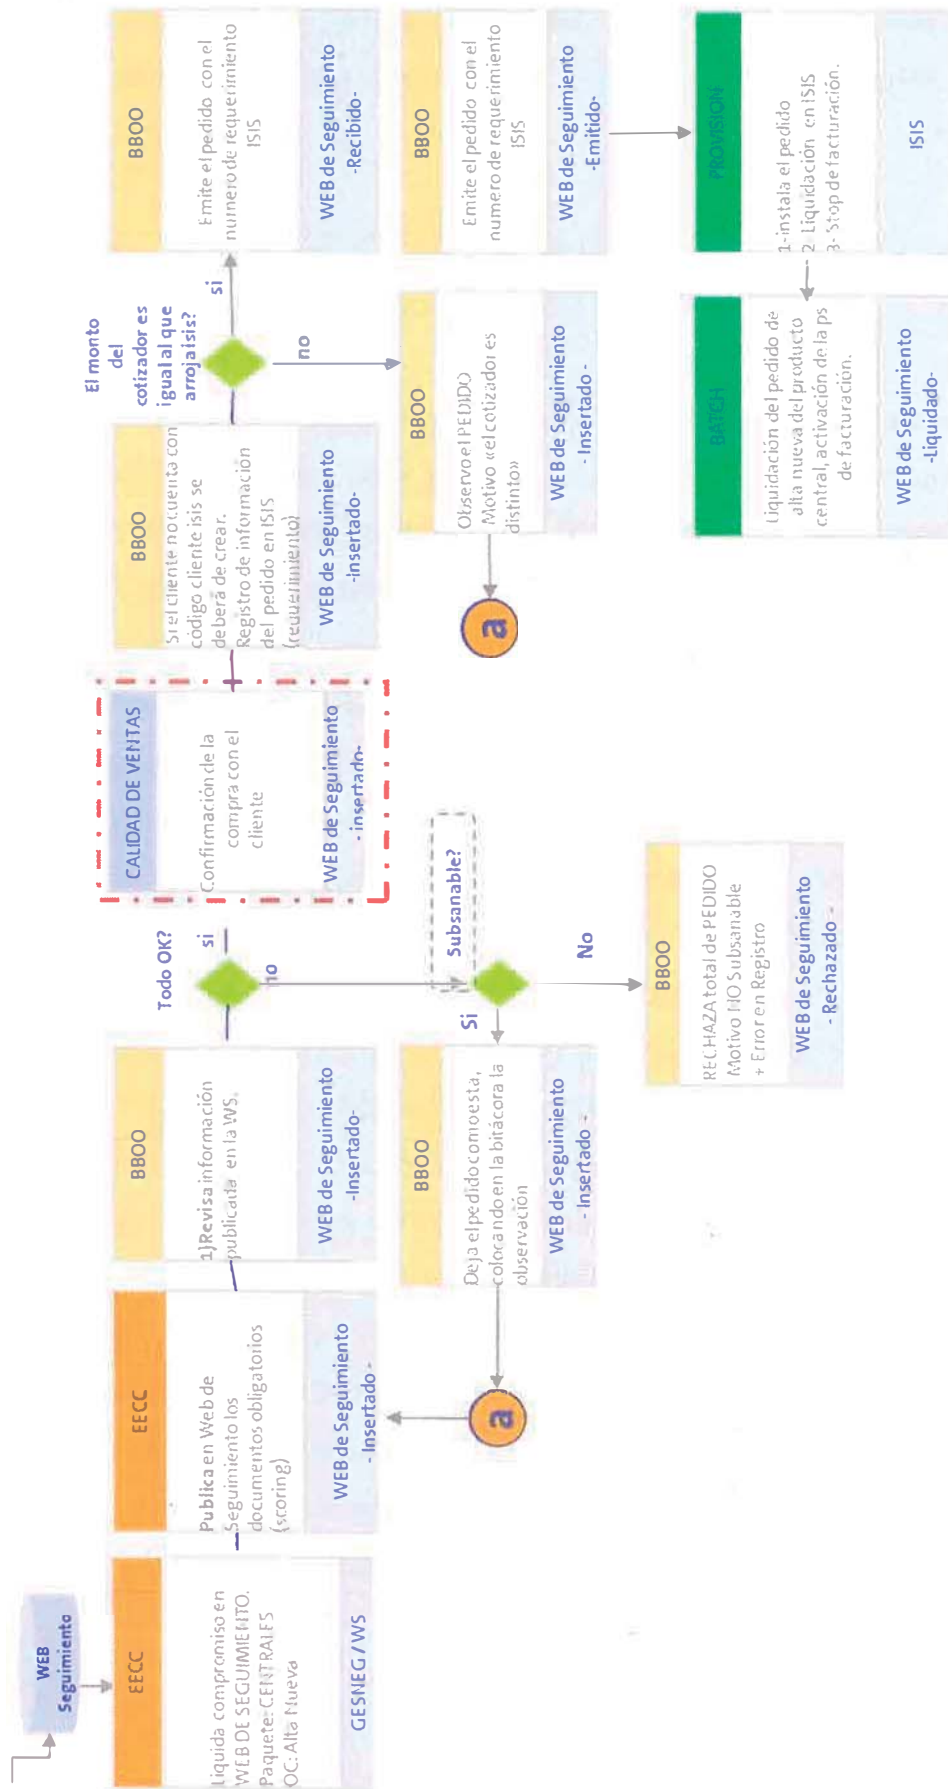 WEB
Seguimiento
EECC
Liquida compromiso en
WEB DE SEGUIMIENTO.
Paquete: CENTRALES
OC: Alta Nueva
GESNEG / WS
EECC
Publica en Web de
Seguimiento los
documentos obligatorios
(scoring)
WEB de Seguimiento
- Insertado -
BBOO
1)Revisa información
publicada en la WS.
WEB de Seguimiento
-Insertado-
Todo OK?
si
no
CALIDAD DE VENTAS
Confirmación de la
compra con el
cliente
WEB de Seguimiento
- insertado-
BBOO
Si el cliente no cuenta con
código cliente isis se
deberá de crear.
Registro de información
del pedido en ISIS
(requerimiento)
WEB de Seguimiento
-insertado-
El monto
del
cotizador es
igual al que
arroja isis?
si
no
BBOO
Emite el pedido con el
numero de requerimiento
ISIS
WEB de Seguimiento
-Recibido-
a
BBOO
Deja el pedido como esta,
colocando en la bitácora la
observación
WEB de Seguimiento
- Insertado -
Si
Subsanable?
No
a
BBOO
Observo el PEDIDO
Motivo «el cotizador es
distinto»
WEB de Seguimiento
- Insertado -
BBOO
Emite el pedido con el
numero de requerimiento
ISIS
WEB de Seguimiento
-Emitido-
BBOO
RECHAZA total de PEDIDO
Motivo NO Subsanable
+ Error en Registro
WEB de Seguimiento
- Rechazado -
BATCH
Liquidación del pedido de
alta nueva del producto
central, activación de la ps
de facturación.
WEB de Seguimiento
-Liquidado-
PROVISION
1-instala el pedido
2- Liquidación en ISIS
3- Stop de facturación.
ISIS